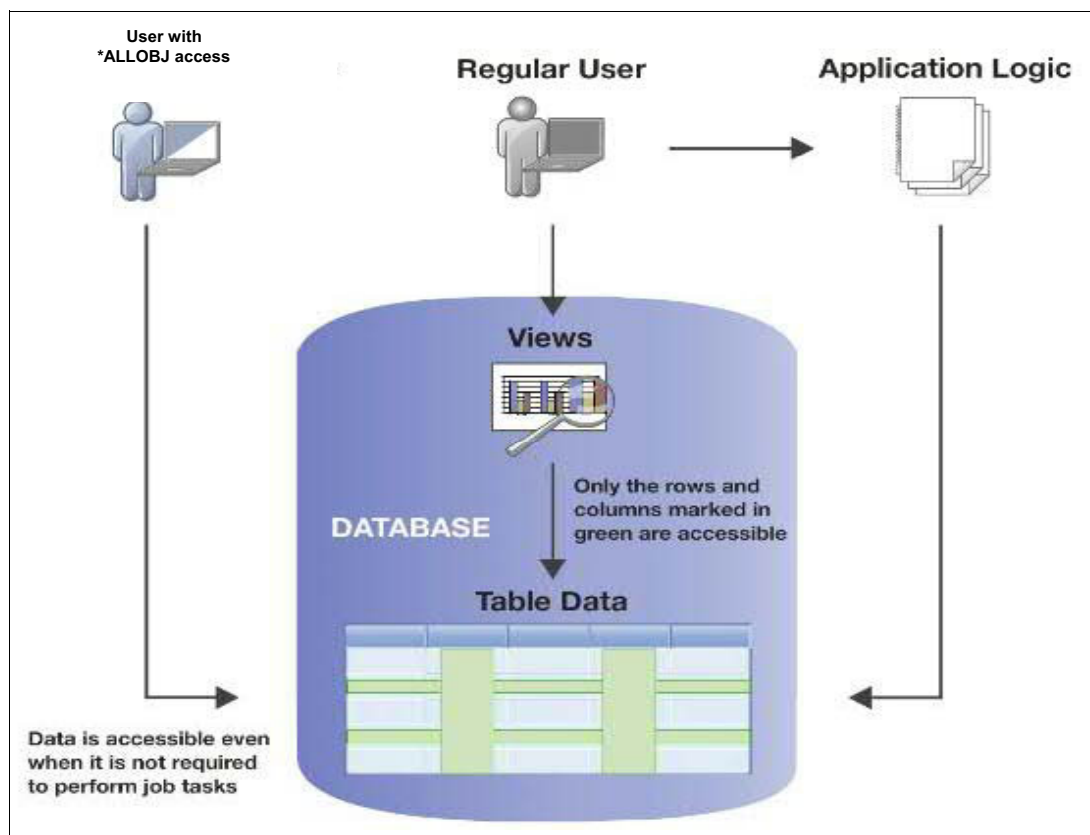 User with
*ALLOBJ access
Regular User
Application Logic
Views
Only the rows and
columns marked in
green are accessible
DATABASE
Table Data
Data is accessible even
when it is not required
to perform job tasks